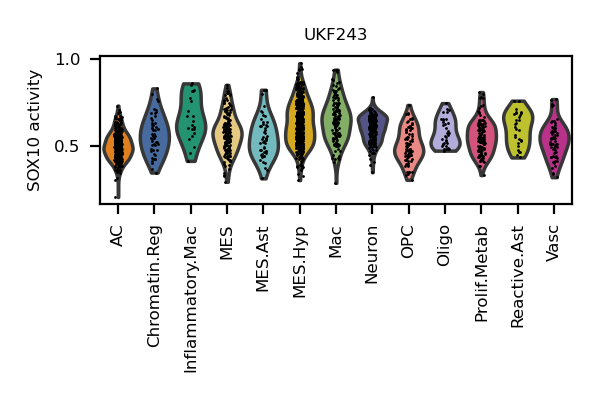 UKF243
SOX10 activity
1.0
0.5
AC
Chromatin.Reg
Inflammatory.Mac
MES
MES.Ast
MES.Hyp
Mac
Neuron
OPC
Oligo
Prolif.Metab
Reactive.Ast
Vasc